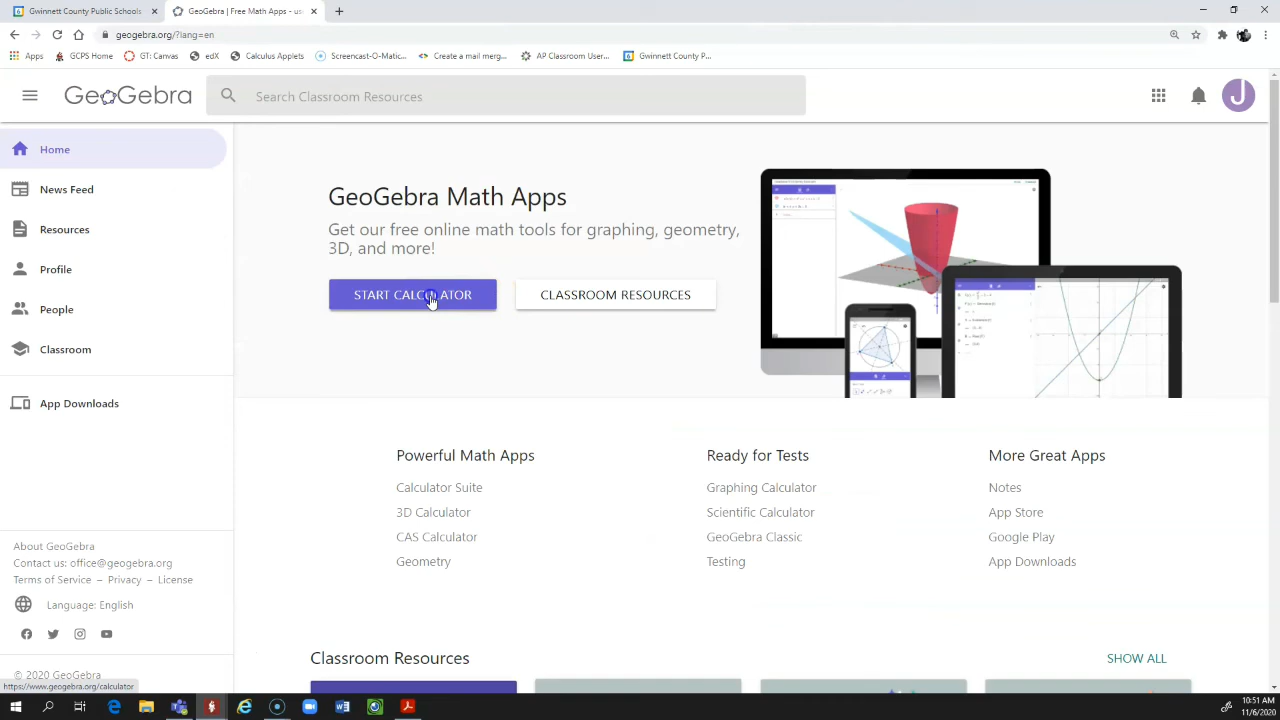 Gwinnett County Public Schools
GeoGebra | Free Math Apps - us
geogebra.org/?lang=en
Apps
GCPS Home
GT: Canvas
edX
Calculus Applets
Screencast-O-Matic...
Create a mail merg...
AP Classroom User...
Gwinnett County P...
GeoGebra
Search Classroom Resources
J
Home
News Feed
Resources
Profile
People
Classroom
App Downloads
GeoGebra Math Apps
Get our free online math tools for graphing, geometry,
3D, and more!
START CALCULATOR
CLASSROOM RESOURCES
Powerful Math Apps
Calculator Suite
3D Calculator
CAS Calculator
Geometry
Ready for Tests
Graphing Calculator
Scientific Calculator
GeoGebra Classic
Testing
More Great Apps
Notes
App Store
Google Play
App Downloads
About GeoGebra
Contact us: office@geogebra.org
Terms of Service – Privacy – License
Language: English
© 2020 GeoGebra
https://www.geogebra.org/calculator
Classroom Resources
SHOW ALL
10:51 AM
11/6/2020